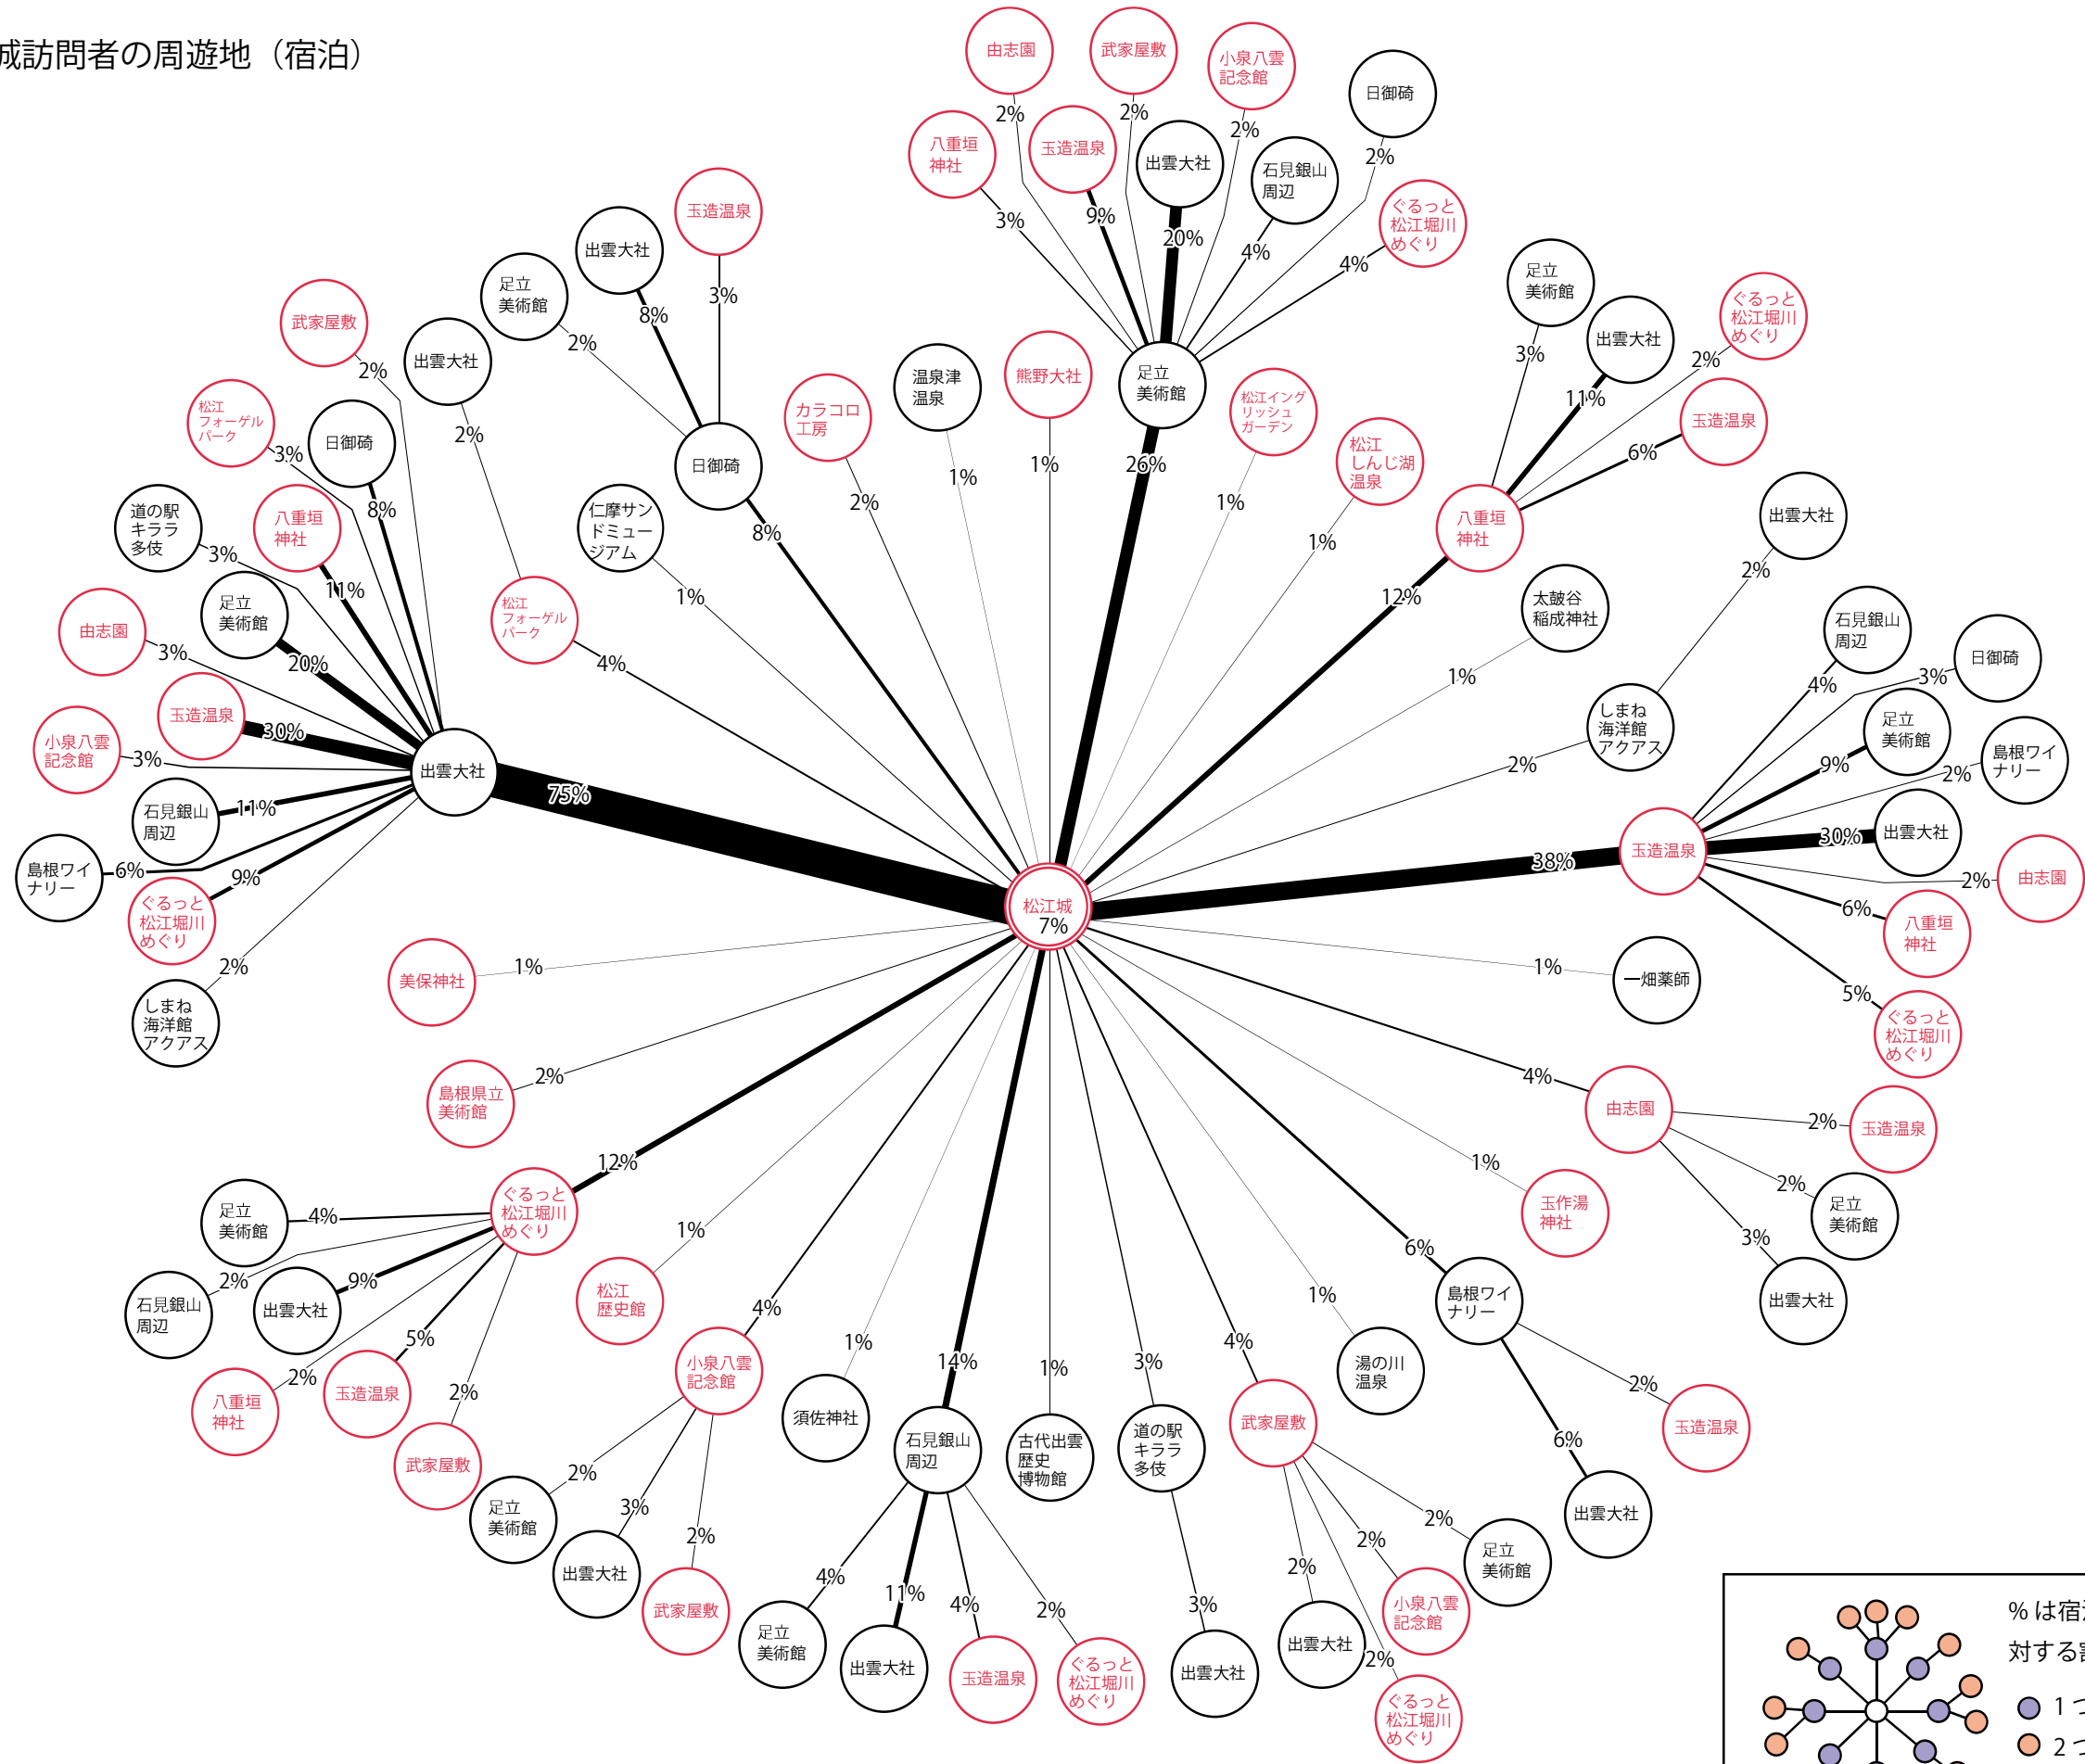 城訪問者の周遊地（宿泊）
由志園
2%
武家屋敷
2%
小泉八雲
記念館
2%
日御碕
2%
八重垣
神社
3%
玉造温泉
9%
出雲大社
20%
石見銀山
周辺
4%
ぐるっと
松江堀川
めぐり
4%
足立
美術館
26%
玉造温泉
3%
出雲大社
8%
足立
美術館
2%
日御碕
8%
出雲大社
2%
松江
フォーゲル
パーク
4%
仁摩サン
ドミュー
ジアム
1%
カラコロ
工房
2%
温泉津
温泉
1%
熊野大社
1%
松江イング
リッシュ
ガーデン
1%
松江
しんじ湖
温泉
1%
足立
美術館
3%
出雲大社
11%
ぐるっと
松江堀川
めぐり
2%
玉造温泉
6%
八重垣
神社
12%
太皷谷
稲成神社
1%
出雲大社
2%
しまね
海洋館
アクアス
2%
武家屋敷
2%
松江
フォーゲル
パーク
3%
日御碕
8%
道の駅
キララ
多伎
3%
八重垣
神社
11%
由志園
3%
足立
美術館
20%
玉造温泉
30%
小泉八雲
記念館
3%
石見銀山
周辺
11%
島根ワイ
ナリー
6%
ぐるっと
松江堀川
めぐり
9%
しまね
海洋館
アクアス
2%
出雲大社
75%
松江城
7%
石見銀山
周辺
4%
日御碕
3%
足立
美術館
9%
島根ワイ
ナリー
2%
出雲大社
30%
由志園
2%
八重垣
神社
6%
ぐるっと
松江堀川
めぐり
5%
玉造温泉
38%
一畑薬師
1%
由志園
4%
玉造温泉
2%
足立
美術館
2%
出雲大社
3%
玉作湯
神社
1%
島根ワイ
ナリー
6%
玉造温泉
2%
出雲大社
6%
湯の川
温泉
1%
武家屋敷
4%
足立
美術館
2%
小泉八雲
記念館
2%
出雲大社
2%
ぐるっと
松江堀川
めぐり
2%
道の駅
キララ
多伎
3%
出雲大社
3%
古代出雲
歴史
博物館
1%
石見銀山
周辺
14%
足立
美術館
4%
出雲大社
11%
玉造温泉
4%
ぐるっと
松江堀川
めぐり
2%
須佐神社
1%
小泉八雲
記念館
4%
足立
美術館
2%
出雲大社
3%
武家屋敷
2%
松江
歴史館
1%
ぐるっと
松江堀川
めぐり
12%
足立
美術館
4%
石見銀山
周辺
2%
出雲大社
9%
八重垣
神社
2%
玉造温泉
5%
武家屋敷
2%
島根県立
美術館
2%
美保神社
1%
% は宿
対する
1つ
2つ